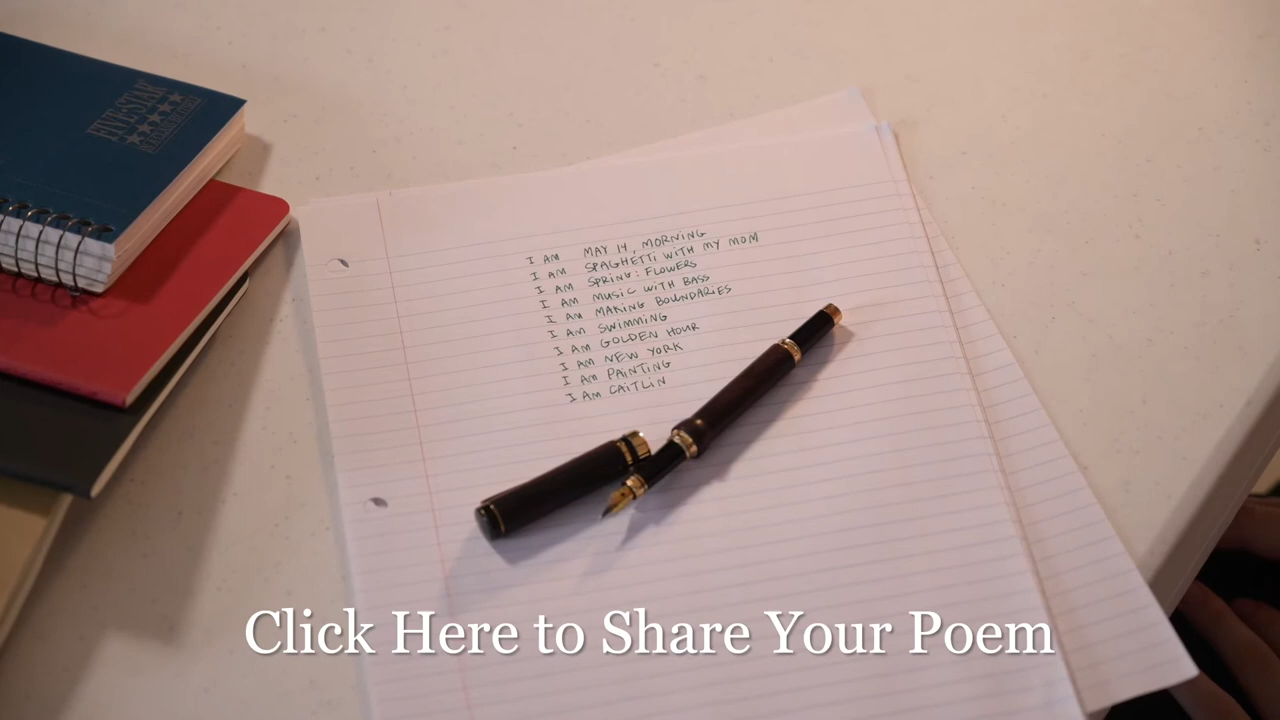 FIVE STAR
I AM MAY 14, MORNING
I AM SPAGHETTI WITH MY MOM
I AM SPRING: FLOWERS
I AM MUSIC WITH BASS
I AM MAKING BOUNDARIES
I AM SWIMMING
I AM GOLDEN HOUR
I AM NEW YORK
I AM PAINTING
I AM CAITLIN
Click Here to Share Your Poem